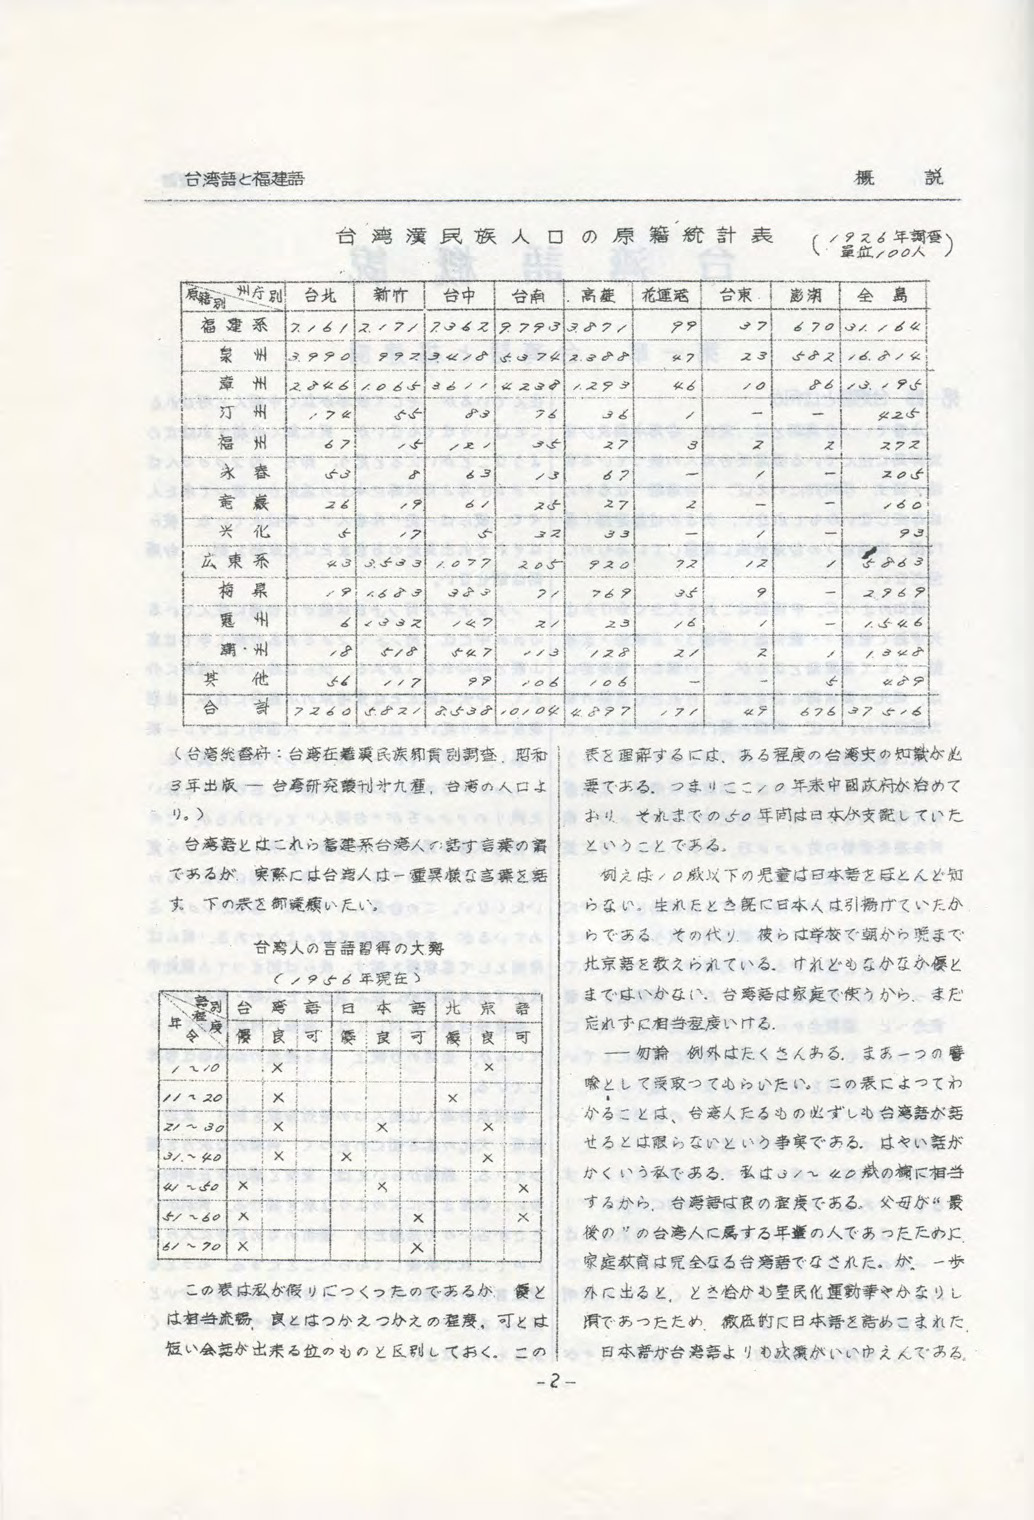 台湾語と福建語 概 説
台湾漢民族人口の原籍統計表 (1926年調査 単位100人)
原籍別 州庁別 台北 新竹 台中 台南 高雄 花蓮港 台東 澎湖 全島
福建系 7.161 2.171 7.362 9.793 3.871 99 37 670 31.164
泉州 3.990 992 3.418 5.374 2.388 47 23 582 16.814
漳州 2.846 1.065 3.611 4.238 1.293 46 10 86 13.195
汀州 174 55 83 76 36 1 — — 425
福州 67 15 121 35 27 3 2 2 272
永春 53 8 63 13 67 — 1 — 205
竜巌 26 19 61 25 27 2 — — 160
兴化 5 17 5 32 33 — 1 — 93
広東系 43 3.533 1.077 205 920 72 12 1 5.863
梅県 19 1.683 383 71 769 35 9 — 2.969
恵州 6 1.332 147 21 23 16 1 — 1.546
潮州 18 518 547 113 128 21 2 1 1.348
其他 56 117 99 106 106 — — 5 489
合計 7.260 5.821 8.538 10.104 4.897 171 49 676 37.516
(台湾総督府:台湾在籍漢民族郷貫別調査、昭和
3年出版 — 台湾研究叢刊廾九種、台湾の人口よ
り。)
台湾語とはこれら福建系台湾人の話す言葉の謂
であるが、実際には台湾人は一種異様な言葉を話
す。下の表を御覧願いたい。
台湾人の言語習得の大勢
(1956年現在)
年令 語別 程度 台湾語 日本語 北京語
優 良 可 優 良 可 優 良 可
1~10 × ×
11~20 × ×
21~30 × × ×
31~40 × × ×
41~50 × × ×
51~60 × × ×
61~70 × ×
この表は私が仮りにつくったのであるが、優と
は相当流暢、良とはつかえつかえの程度、可とは
短い会話が出来る位のものと区別しておく。この
表を理解するには、ある程度の台湾史の知識が必
要である。つまりここ10年来中國政府が治めて
おり、それまでの50年間は日本が支配していた
ということである。
例えば10歳以下の児童は日本語をほとんど知
らない。生れたとき既に日本人は引揚げていたか
らである。その代り、彼らは学校で朝から晩まで
北京語を教えられている。けれどもなかなか優と
まではいかない。台湾語は家庭で使うから、まだ
忘れずに相当程度いける。
— 勿論、例外はたくさんある。まあ一つの譬
喩として受取つてもらいたい。この表によつてわ
かることは、台湾人たるもの必ずしも台湾語が話
せるとは限らないという事実である。はやい話が
かくいう私である。私は31~40歳の欄に相当
するから、台湾語は良の程度である。父母が“最
後の”の台湾人に属する年輩の人であつたために、
家庭教育は完全なる台湾語でなされた。が、一歩
外に出ると、とき恰かも皇民化運動華やかなりし
頃であつたため、徹底的に日本語を詰めこまれた。
日本語が台湾語よりも成績がいいゆえんである。
-2-